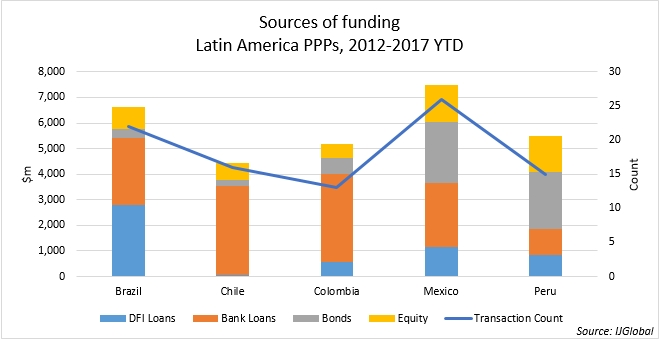 Sources of funding
Latin America PPPs, 2012-2017 YTD
8,000
7,000
6,000
5,000
4,000
3,000
2,000
1,000
0
$m
30
25
20
15
10
5
0
Count
Brazil
Chile
Colombia
Mexico
Peru
DFI Loans
Bank Loans
Bonds
Equity
Transaction Count
Source: IJGlobal